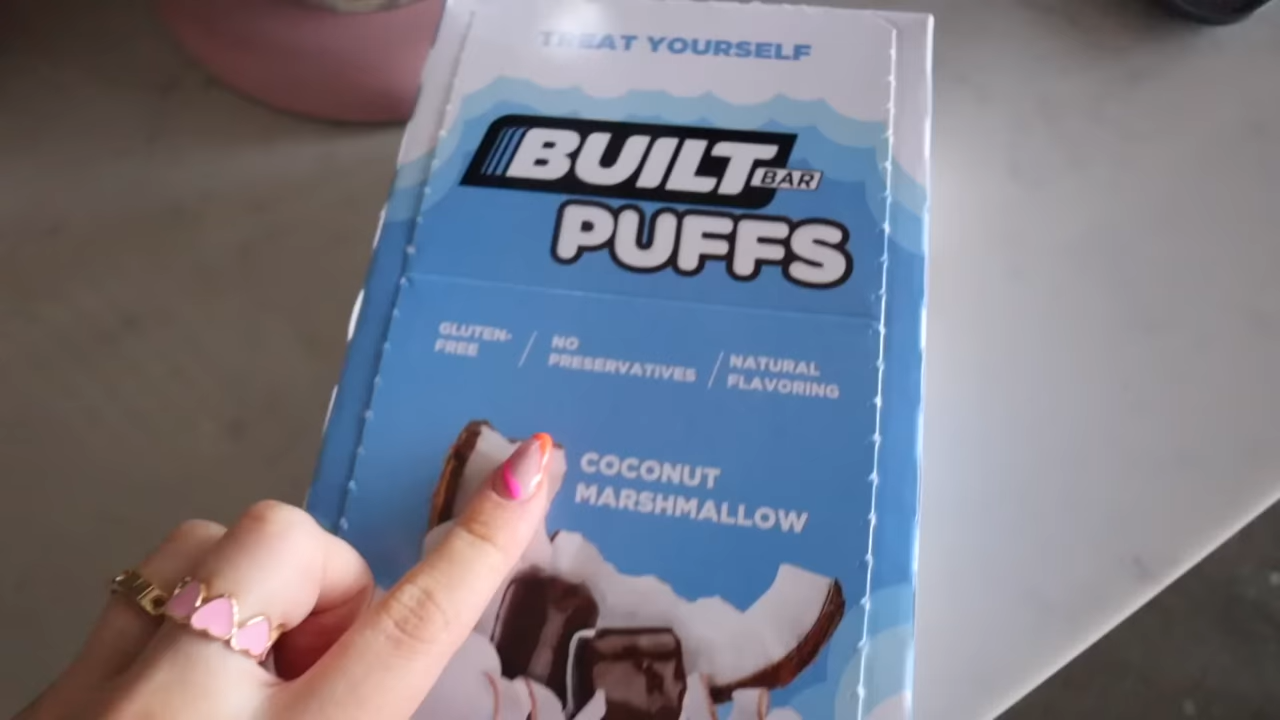 TREAT YOURSELF
BUILT
BAR
PUFFS
GLUTEN-
FREE
NO
PRESERVATIVES
NATURAL
FLAVORING
COCONUT
MARSHMALLOW